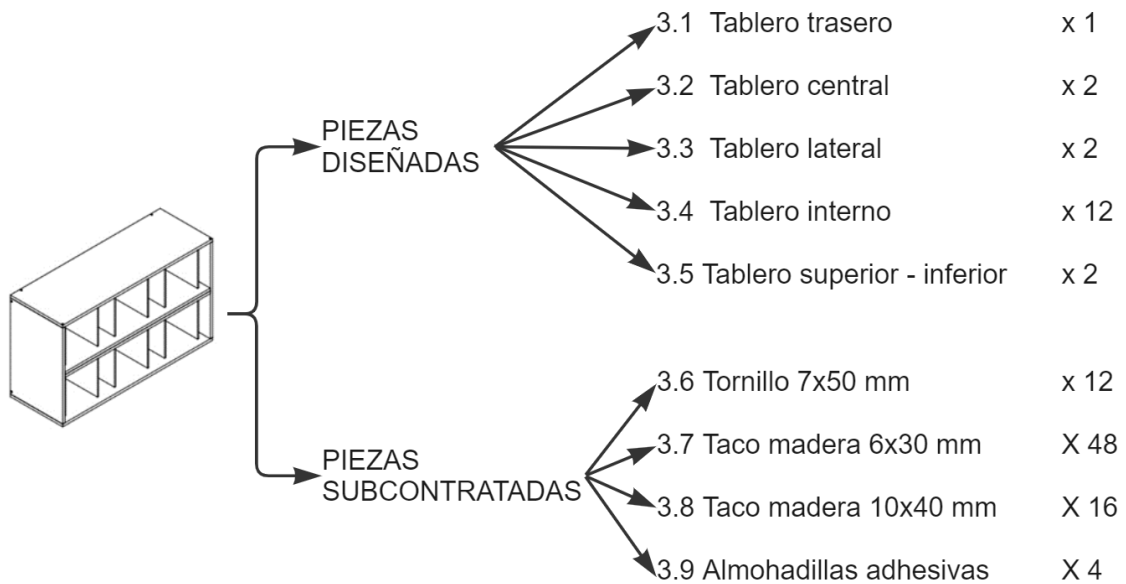 3.1 Tablero trasero x 1
3.2 Tablero central x 2
PIEZAS
DISEÑADAS
3.3 Tablero lateral x 2
3.4 Tablero interno x 12
3.5 Tablero superior - inferior x 2
3.6 Tornillo 7x50 mm x 12
3.7 Taco madera 6x30 mm X 48
PIEZAS
SUBCONTRATADAS
3.8 Taco madera 10x40 mm X 16
3.9 Almohadillas adhesivas X 4